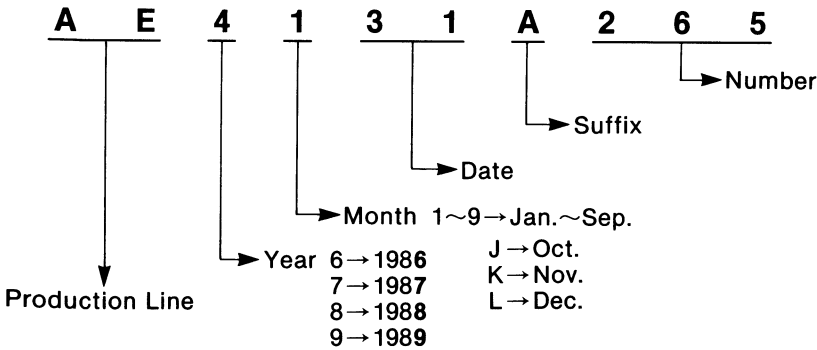 A E 4 1 3 1 A 2 6 5
Number
Suffix
Date
Month 1~9→Jan.~Sep.
J→Oct.
K→Nov.
L→Dec.
Year 6→1986
7→1987
8→1988
9→1989
Production Line